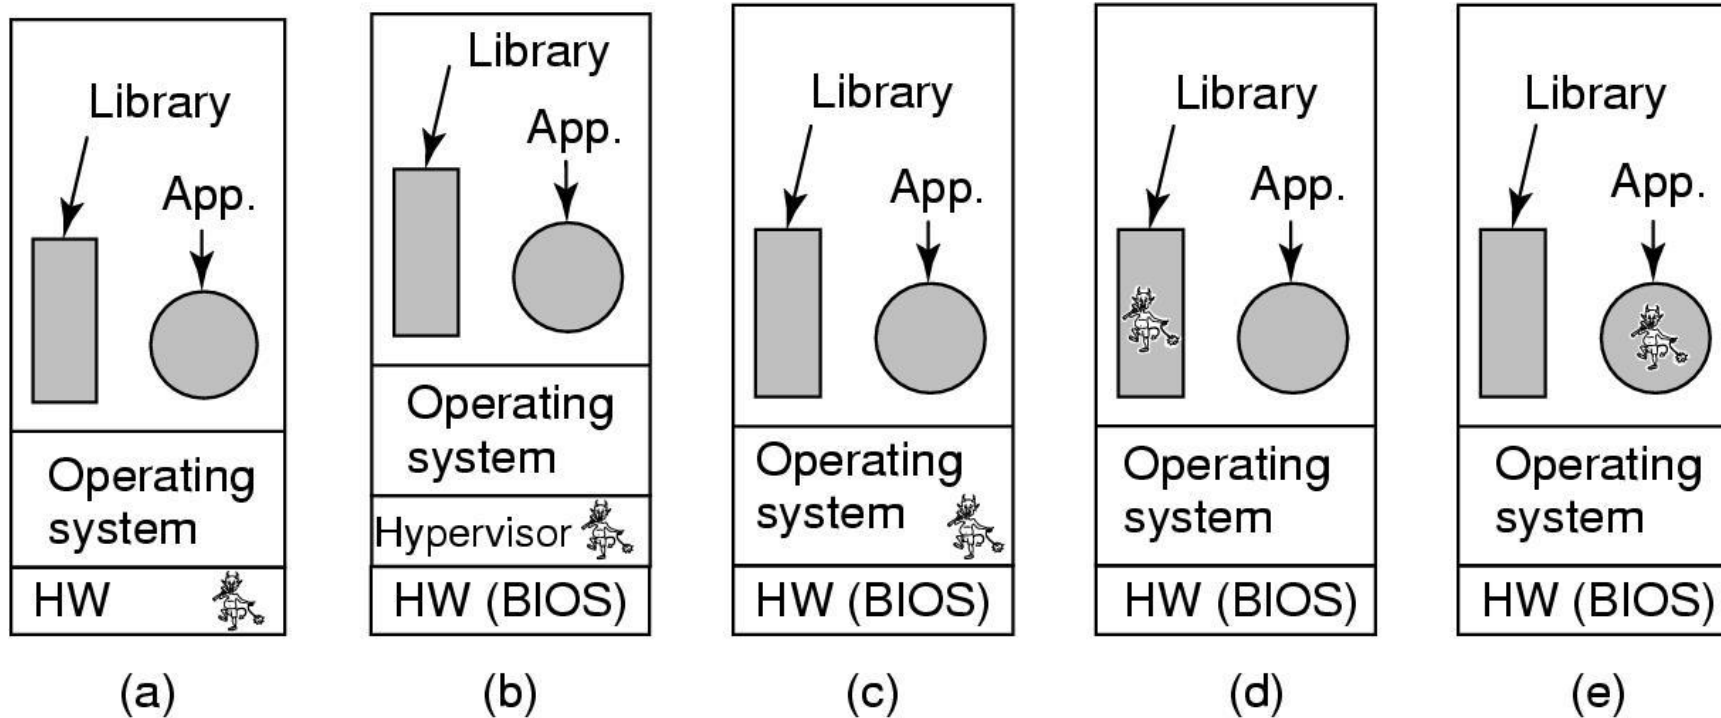 Library
App.
Operating
system
HW
(a)
Library
App.
Operating
system
Hypervisor
HW (BIOS)
(b)
Library
App.
Operating
system
HW (BIOS)
(c)
Library
App.
Operating
system
HW (BIOS)
(d)
Library
App.
Operating
system
HW (BIOS)
(e)